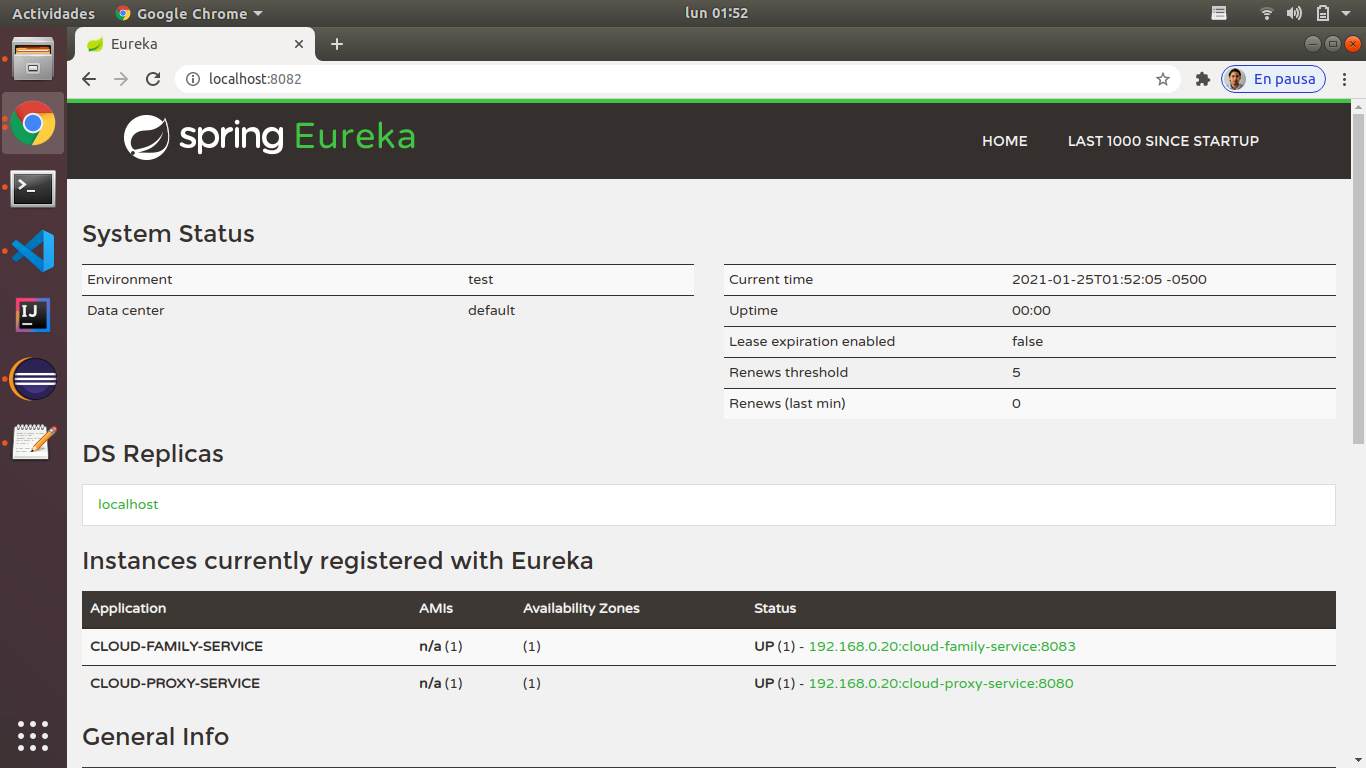 Actividades Google Chrome lun 01:52
Eureka
localhost:8082 En pausa
spring Eureka HOME LAST 1000 SINCE STARTUP
System Status
Environment test
Data center default
Current time 2021-01-25T01:52:05 -0500
Uptime 00:00
Lease expiration enabled false
Renews threshold 5
Renews (last min) 0
DS Replicas
localhost
Instances currently registered with Eureka
Application AMIs Availability Zones Status
CLOUD-FAMILY-SERVICE n/a (1) (1) UP (1) - 192.168.0.20:cloud-family-service:8083
CLOUD-PROXY-SERVICE n/a (1) (1) UP (1) - 192.168.0.20:cloud-proxy-service:8080
General Info